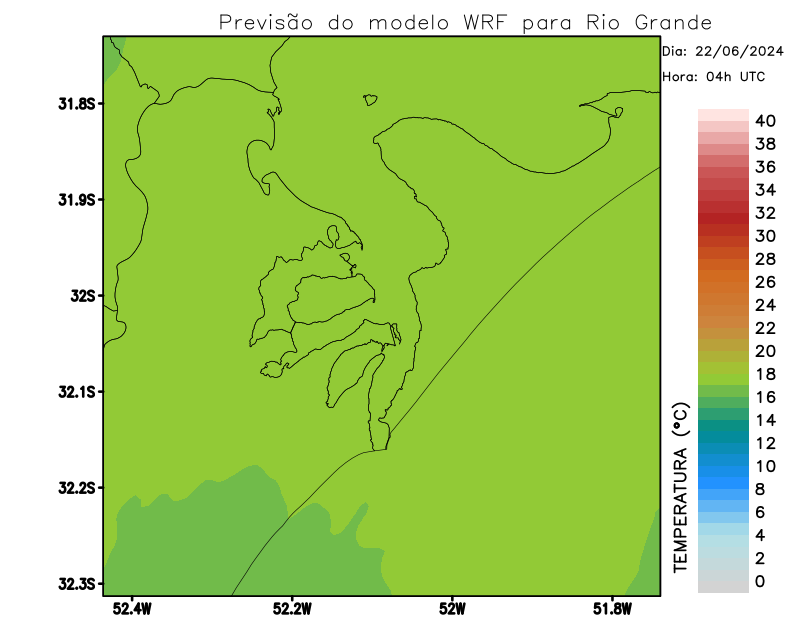 Previsão do modelo WRF para Rio Grande
Dia: 22/06/2024
Hora: 04h UTC
31.8S
31.9S
32S
32.1S
32.2S
32.3S
52.4W
52.2W
52W
51.8W
TEMPERATURA (°C)
40
38
36
34
32
30
28
26
24
22
20
18
16
14
12
10
8
6
4
2
0